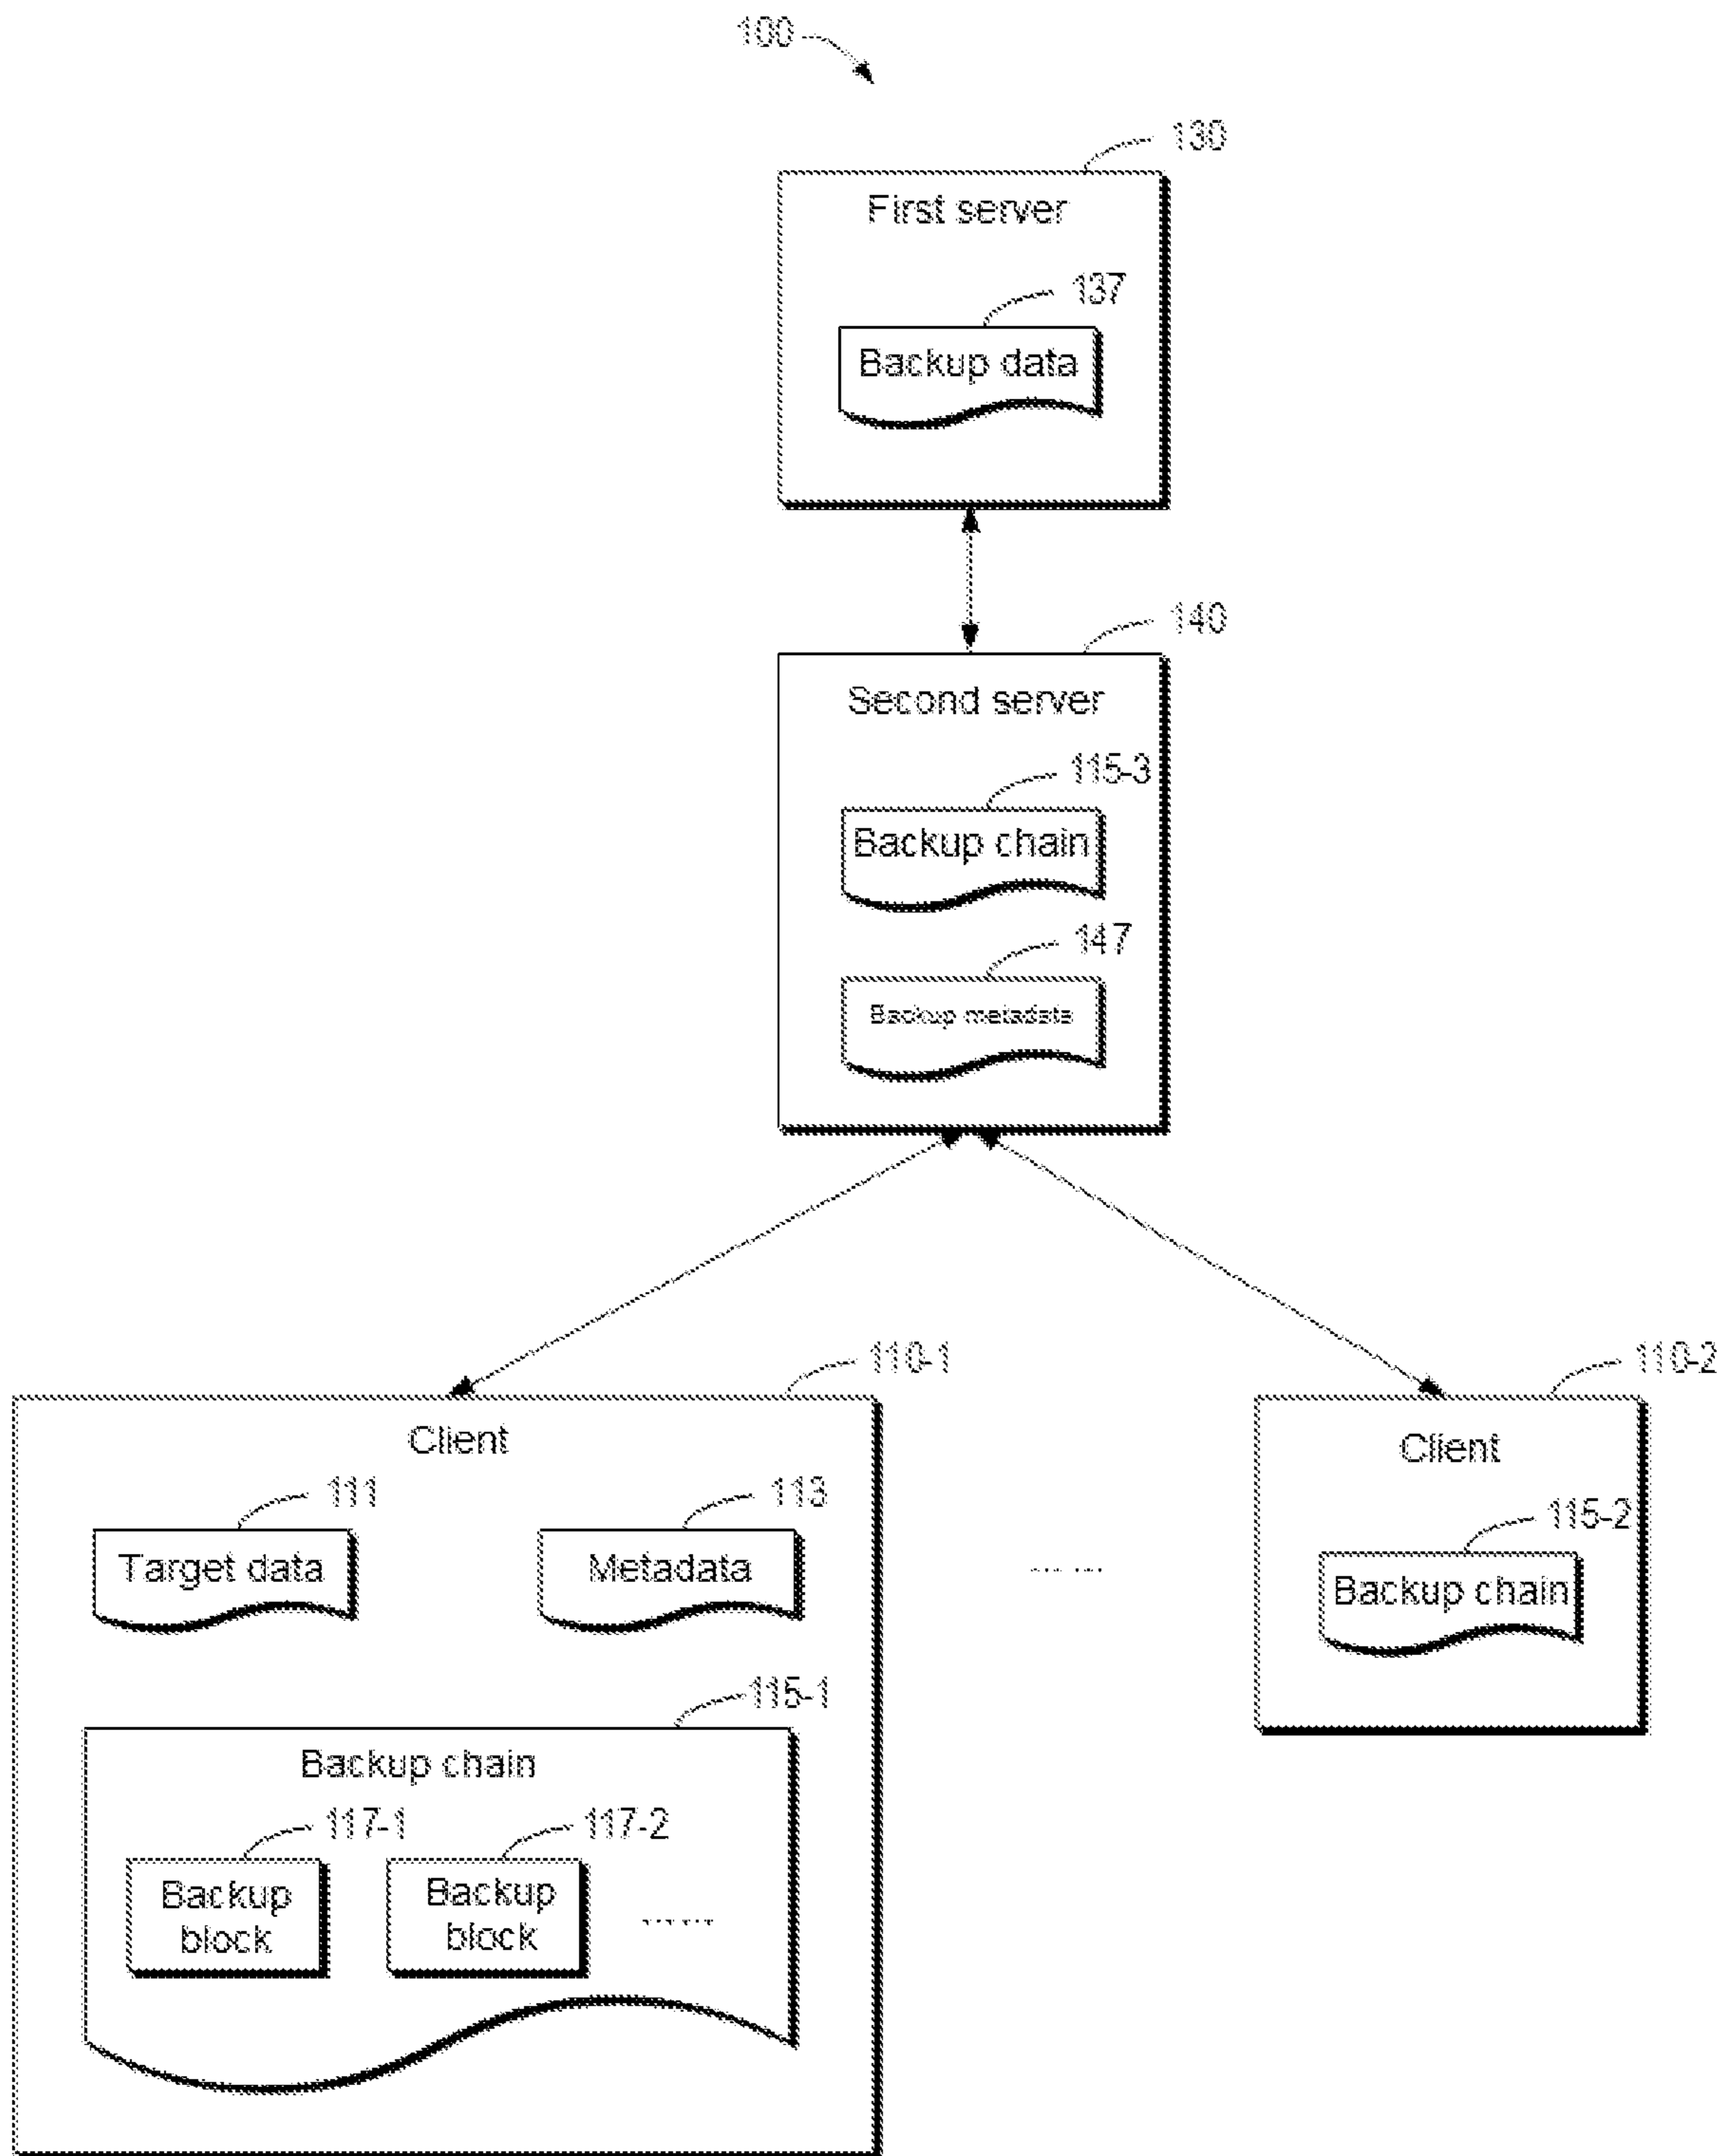 100
130
First server
137
Backup data
140
Second server
115-3
Backup chain
147
Backup metadata
110-1
110-2
Client
Client
111
113
115-2
Target data
Metadata
......
Backup chain
115-1
Backup chain
117-1
117-2
Backup
block
Backup
block
......